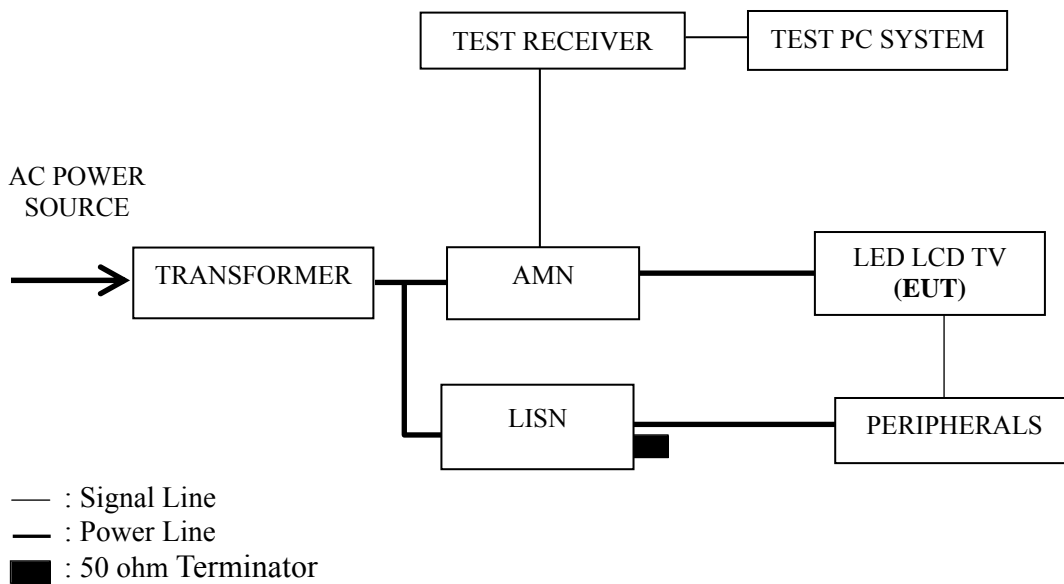 TEST RECEIVER
TEST PC SYSTEM
AC POWER
SOURCE
TRANSFORMER
AMN
LED LCD TV
(EUT)
LISN
PERIPHERALS
: Signal Line
: Power Line
: 50 ohm Terminator